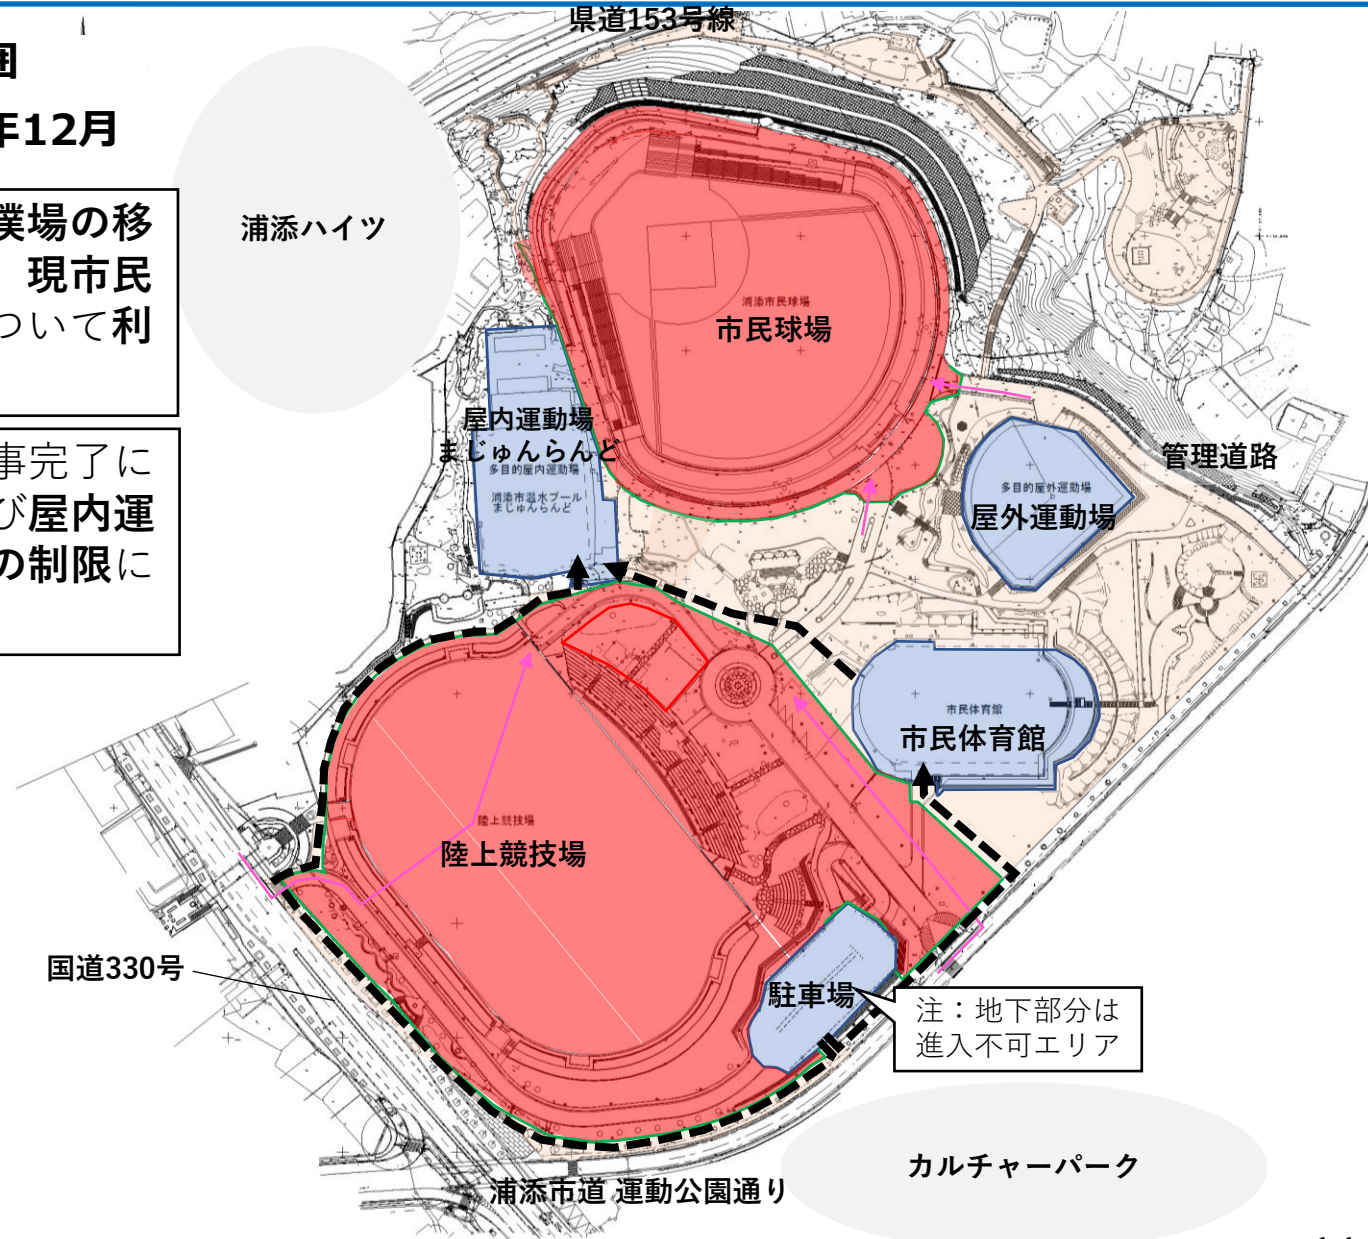 県道153号線
囲
年12月
業場の移
現市民
ついて利
事完了に
び屋内運
の制限に
浦添ハイツ
浦添市民球場
市民球場
屋内運動場
まじゅんらんど
多目的屋内運動場
浦添市温水プール
まじゅんらんど
管理道路
多目的屋外運動場
屋外運動場
市民体育館
市民体育館
陸上競技場
陸上競技場
国道330号
駐車場
注：地下部分は
進入不可エリア
カルチャーパーク
浦添市道 運動公園通り